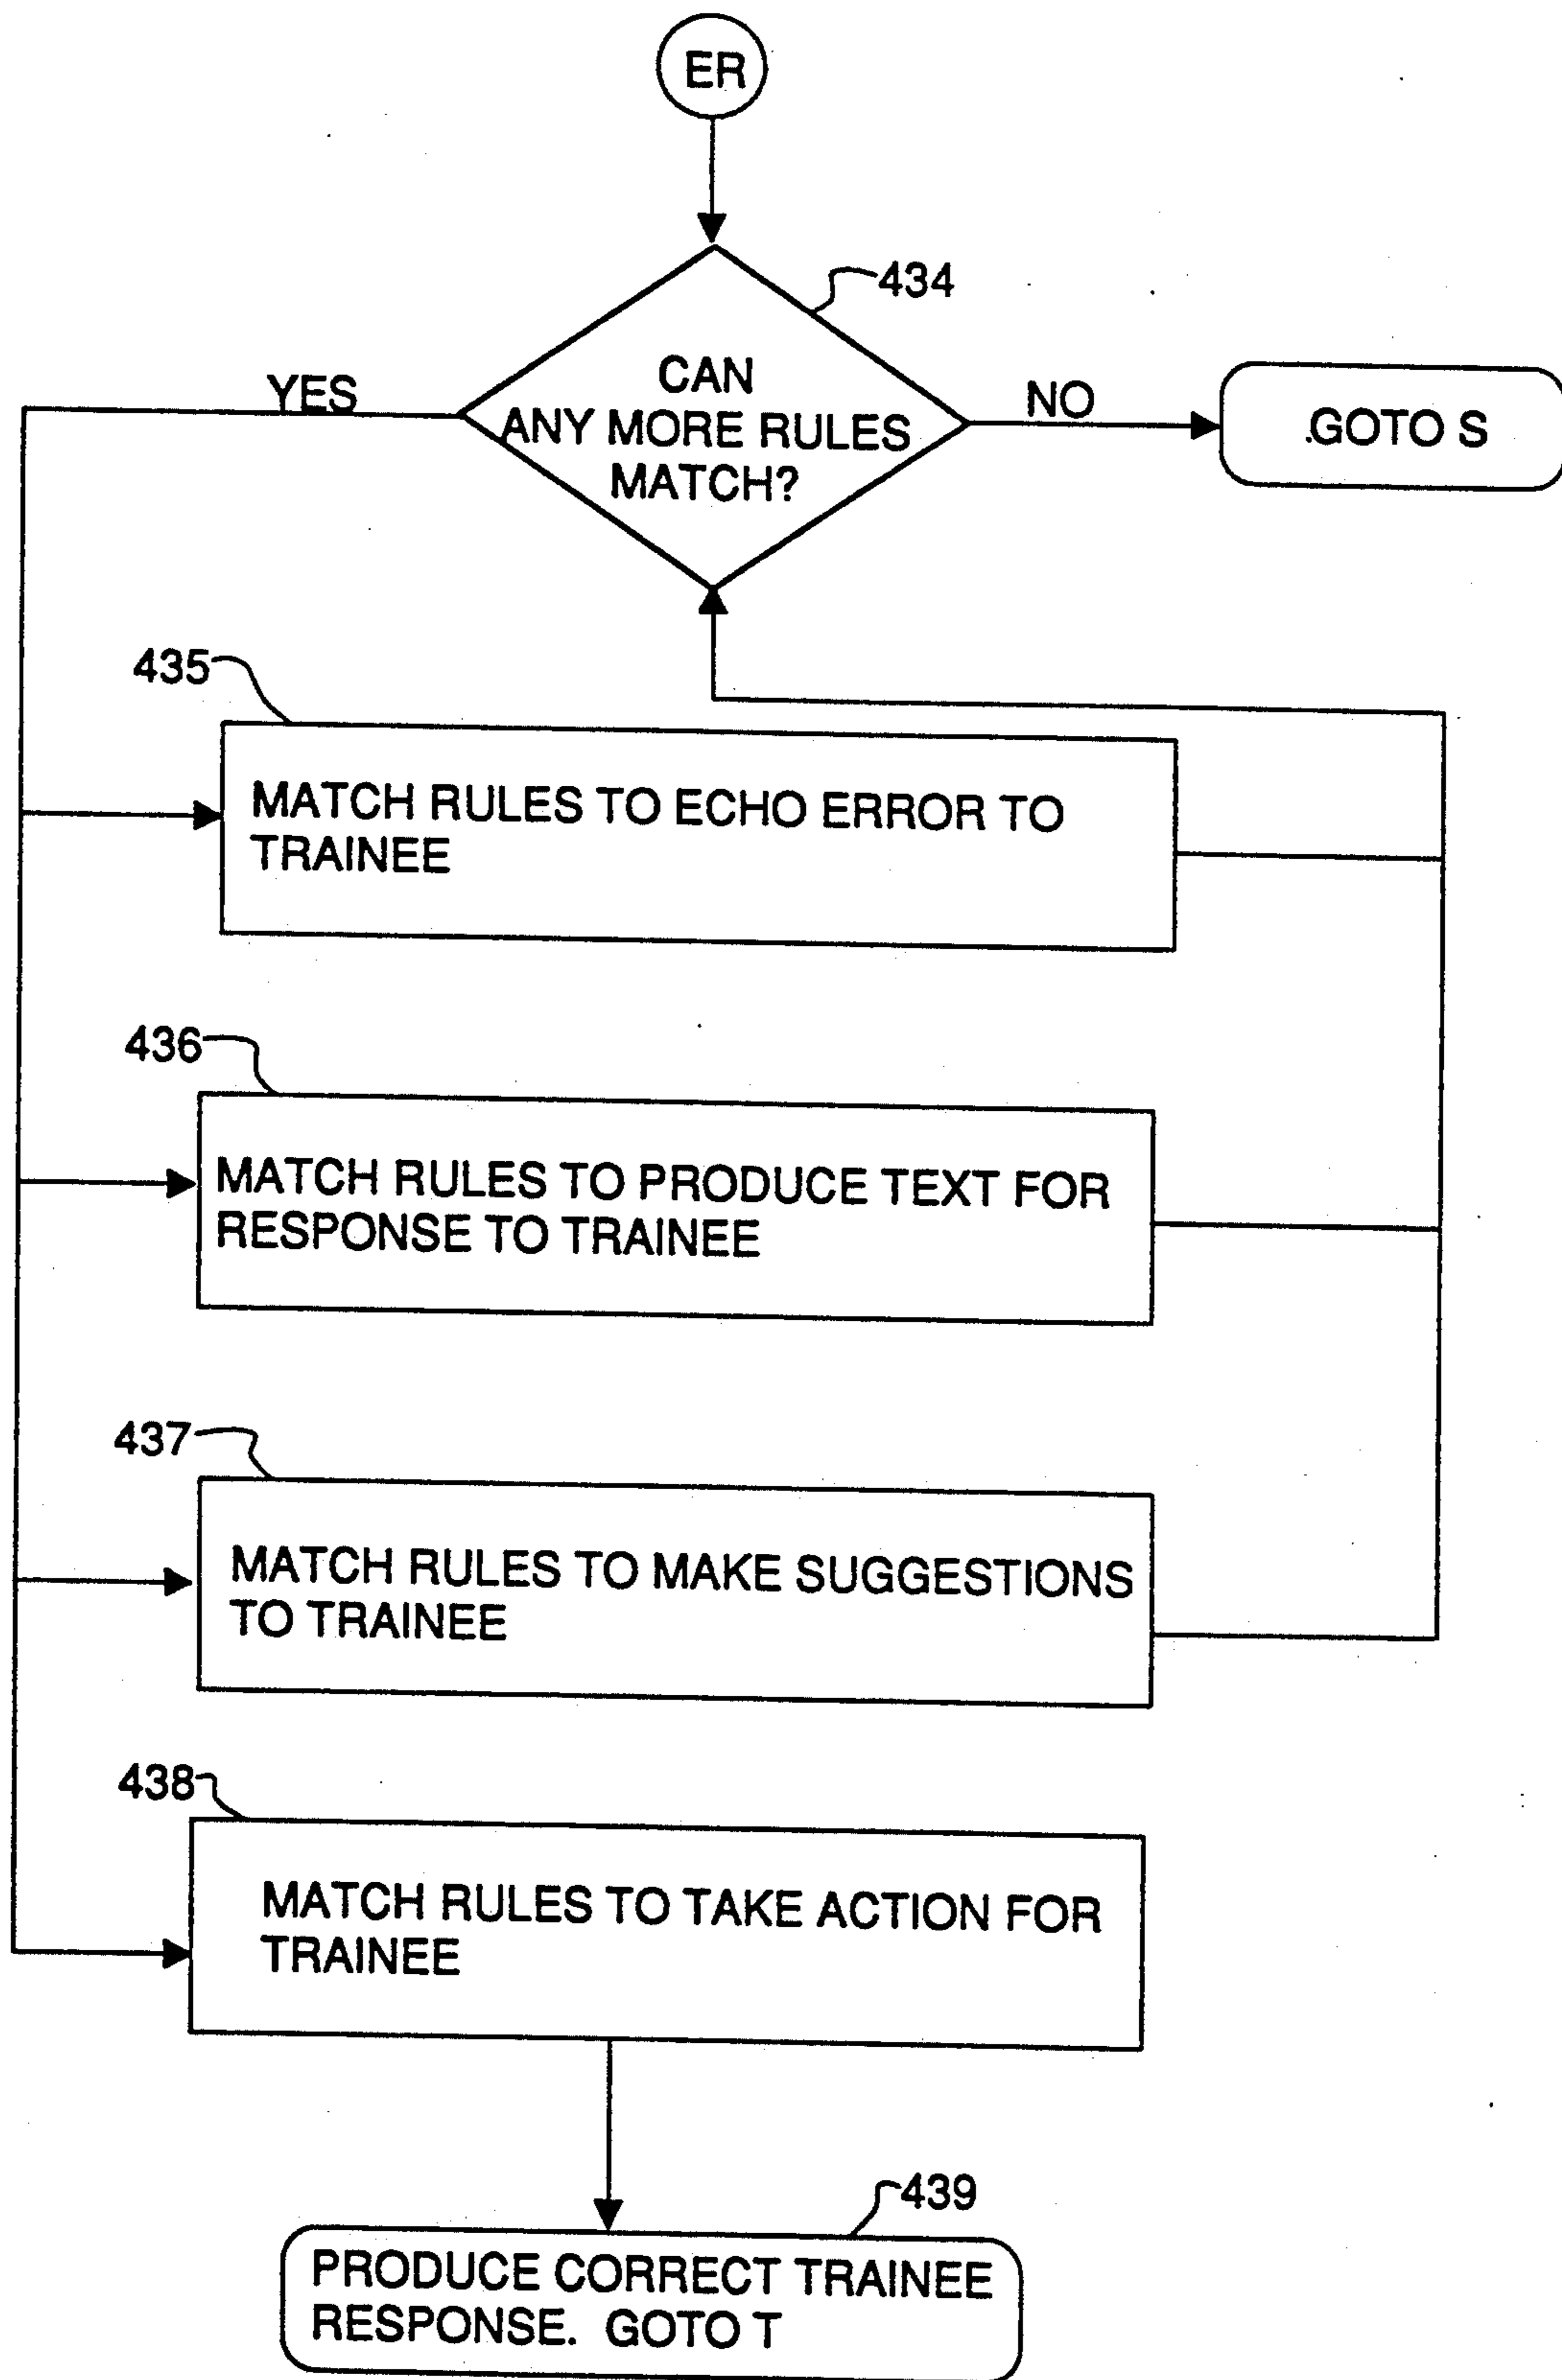 ER
434
CAN
ANY MORE RULES
MATCH?
YES
NO
.GOTO S
435
MATCH RULES TO ECHO ERROR TO
TRAINEE
436
MATCH RULES TO PRODUCE TEXT FOR
RESPONSE TO TRAINEE
437
MATCH RULES TO MAKE SUGGESTIONS
TO TRAINEE
438
MATCH RULES TO TAKE ACTION FOR
TRAINEE
439
PRODUCE CORRECT TRAINEE
RESPONSE. GOTO T